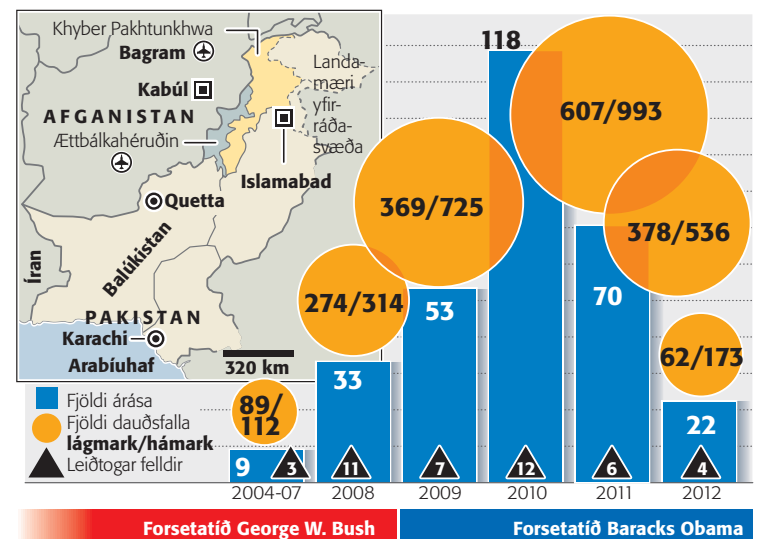 Khyber Pakhtunkhwa
Bagram
Kabúl
AFGANISTAN
Ættbálkahéruðin
Landa-
mæri
yfir-
ráða-
svæða
Islamabad
Quetta
Balúkistan
Íran
PAKISTAN
Karachi
Arabíuhaf
320 km
Fjöldi árása
Fjöldi dauðsfalla
lágmark/hámark
Leiðtogar felldir
89/
112
9
3
274/314
33
11
369/725
53
7
118
607/993
12
378/536
70
6
62/173
22
4
2004-07
2008
2009
2010
2011
2012
Forsetatíð George W. Bush
Forsetatíð Baracks Obama